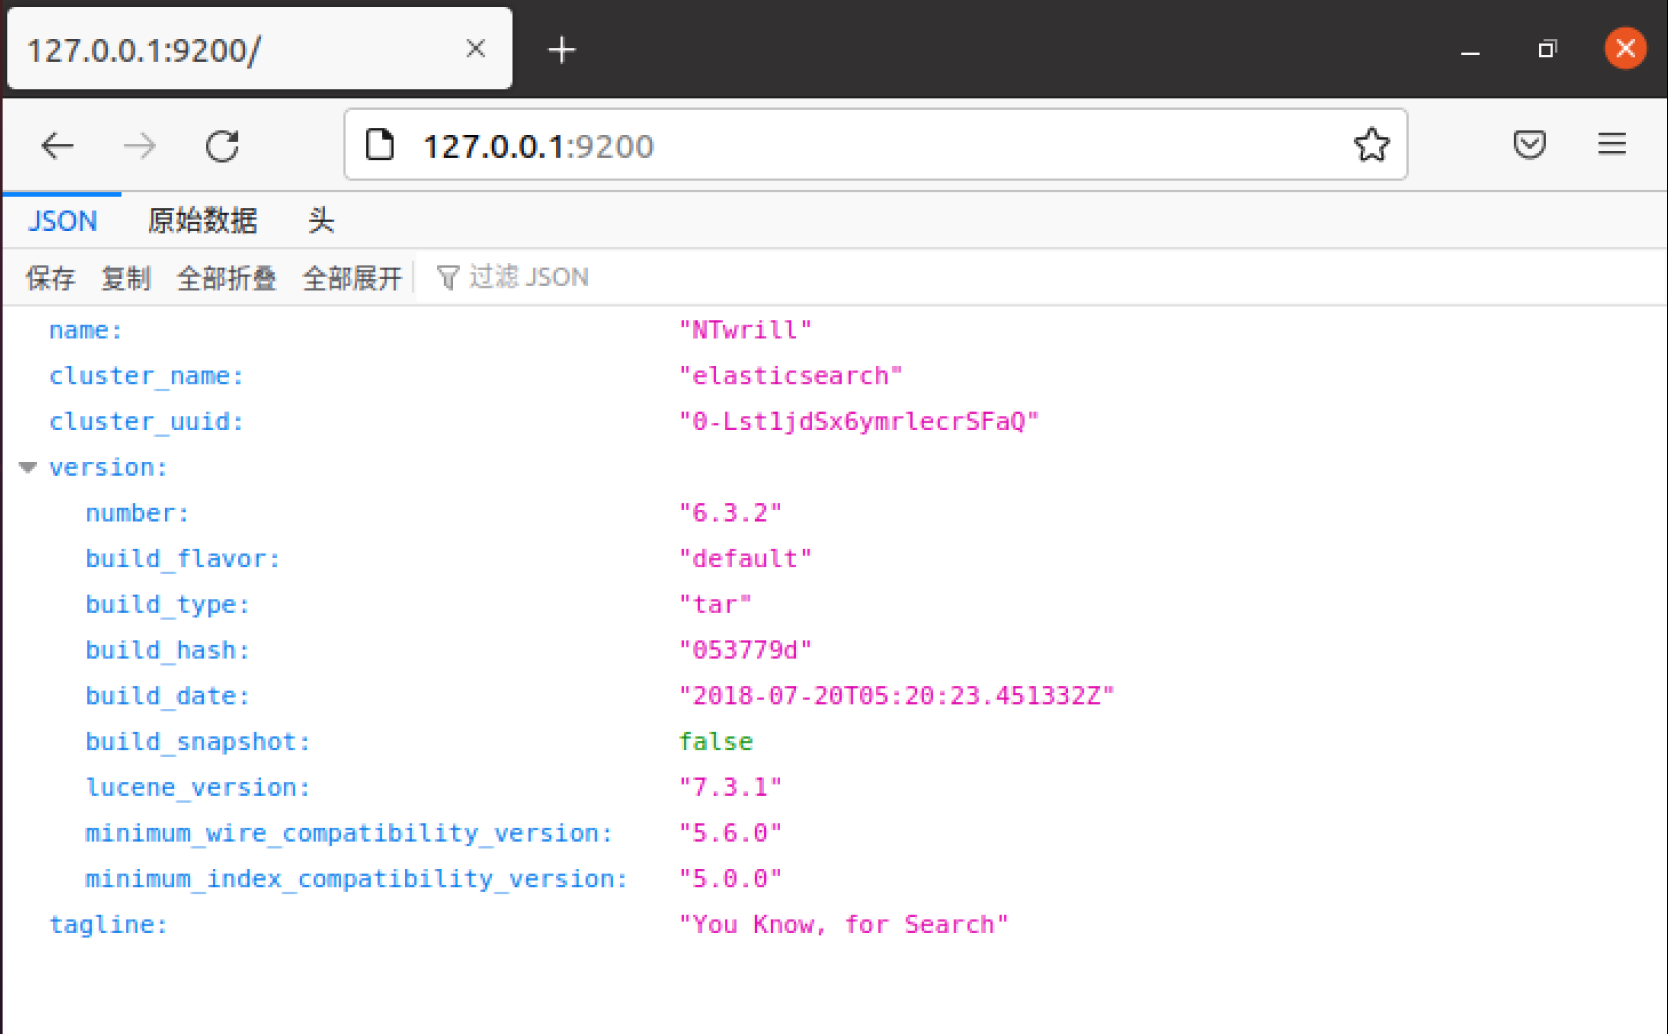 127.0.0.1:9200/
127.0.0.1:9200
JSON 原始数据 头
保存 复制 全部折叠 全部展开 过滤 JSON
name: "NTwrill"
cluster_name: "elasticsearch"
cluster_uuid: "0-Lst1jdSx6ymrlecrSFaQ"
version:
number: "6.3.2"
build_flavor: "default"
build_type: "tar"
build_hash: "053779d"
build_date: "2018-07-20T05:20:23.451332Z"
build_snapshot: false
lucene_version: "7.3.1"
minimum_wire_compatibility_version: "5.6.0"
minimum_index_compatibility_version: "5.0.0"
tagline: "You Know, for Search"